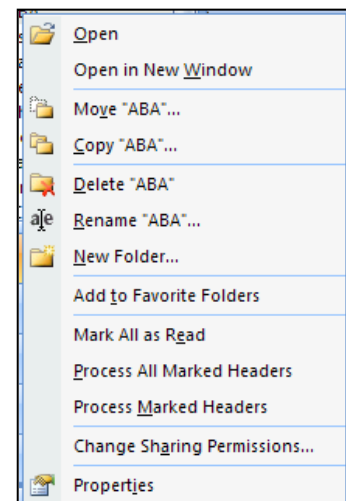 Open
Open in New Window
Move "ABA"...
Copy "ABA"...
Delete "ABA"
Rename "ABA"...
New Folder...
Add to Favorite Folders
Mark All as Read
Process All Marked Headers
Process Marked Headers
Change Sharing Permissions...
Properties